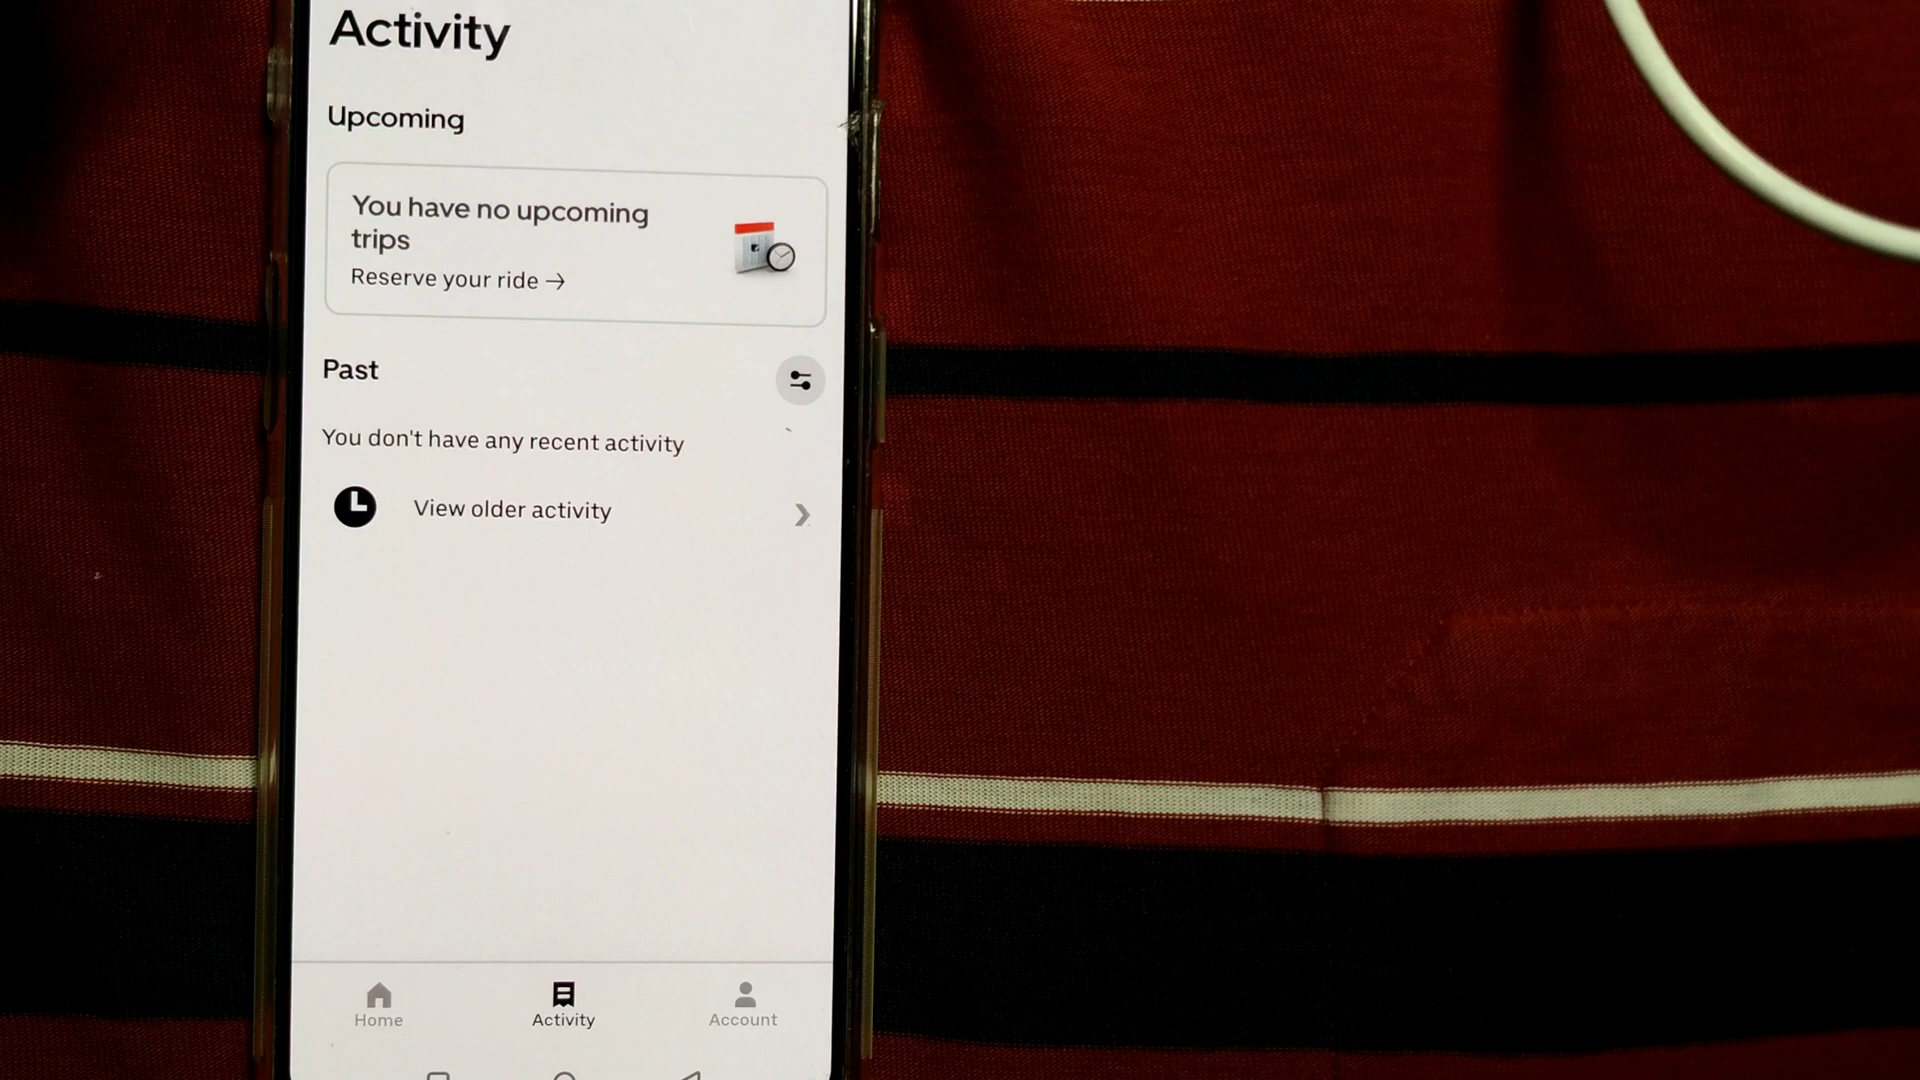 Activity
Upcoming
You have no upcoming
trips
Reserve your ride →
Past
You don't have any recent activity
View older activity
Home
Activity
Account